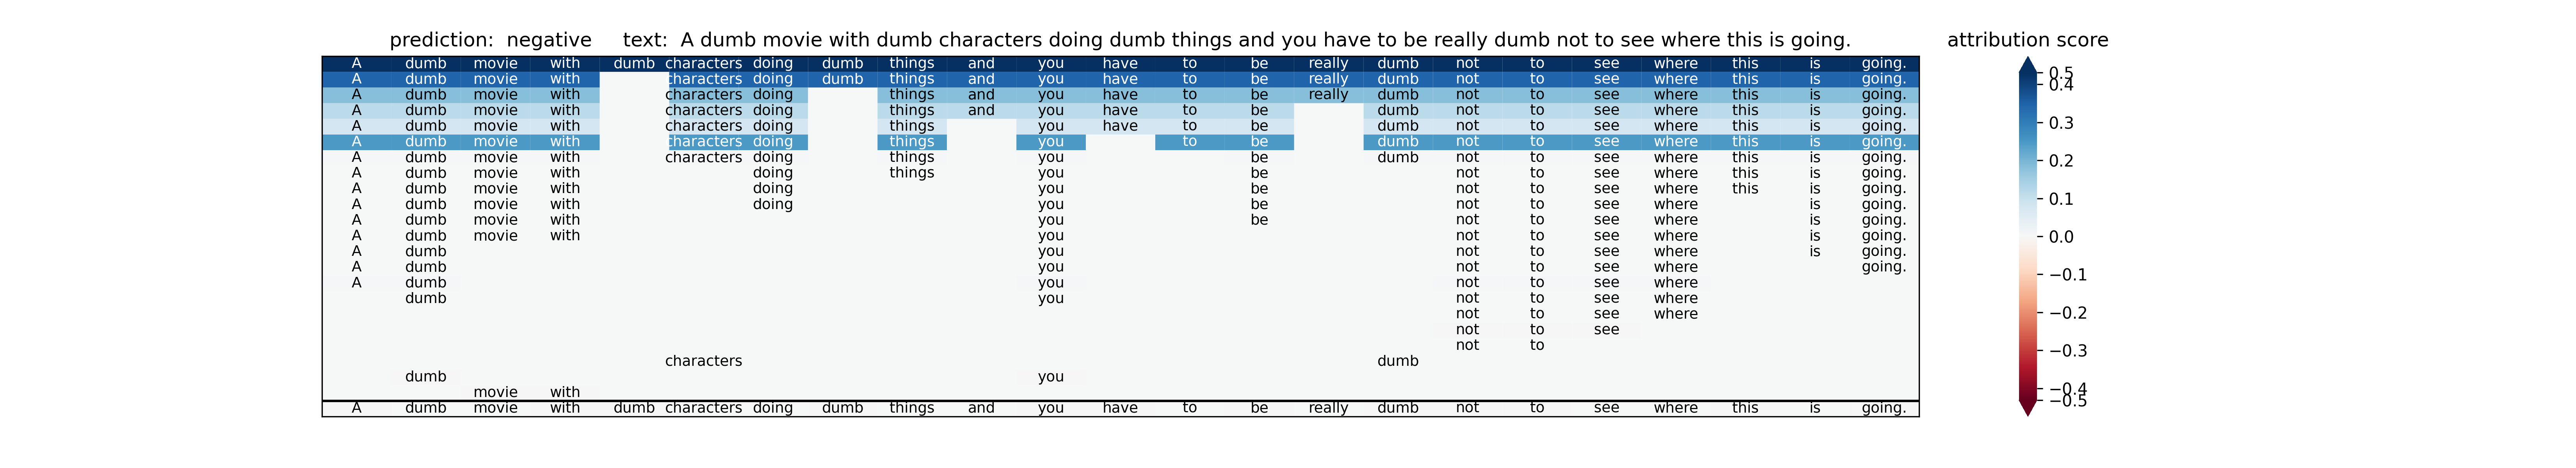 prediction:  negative     text:  A dumb movie with dumb characters doing dumb things and you have to be really dumb not to see where this is going.
attribution score
A dumb movie with dumb characters doing dumb things and you have to be really dumb not to see where this is going.
A dumb movie with characters doing dumb things and you have to be really dumb not to see where this is going.
A dumb movie with characters doing things and you have to be really dumb not to see where this is going.
A dumb movie with characters doing things and you have to be dumb not to see where this is going.
A dumb movie with characters doing things you have to be dumb not to see where this is going.
A dumb movie with characters doing things you to be dumb not to see where this is going.
A dumb movie with characters doing things you be dumb not to see where this is going.
A dumb movie with doing things you be not to see where this is going.
A dumb movie with doing you be not to see where this is going.
A dumb movie with doing you be not to see where is going.
A dumb movie with you be not to see where is going.
A dumb movie with you not to see where is going.
A dumb you not to see where is going.
A dumb you not to see where going.
A dumb you not to see where
dumb you not to see where
not to see where
not to see
not to
characters dumb
dumb you
movie with
A dumb movie with dumb characters doing dumb things and you have to be really dumb not to see where this is going.
0.5
0.4
0.3
0.2
0.1
0.0
−0.1
−0.2
−0.3
−0.4
−0.5